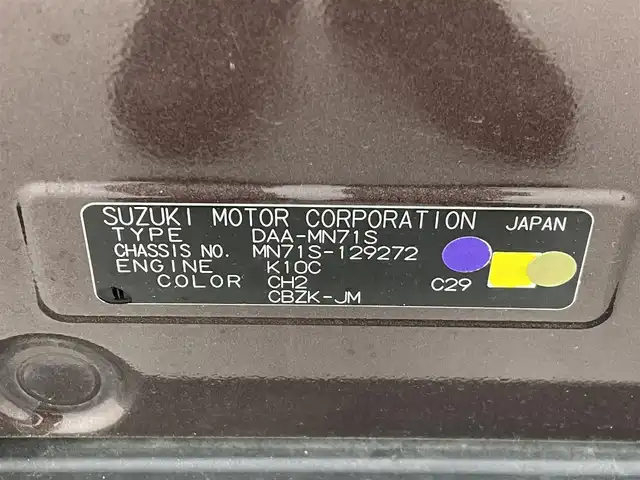 SUZUKI MOTOR CORPORATION JAPAN
TYPE DAA-MN71S
CHASSIS NO. MN71S-129272
ENGINE K10C
COLOR CH2 C29
CBZK-JM